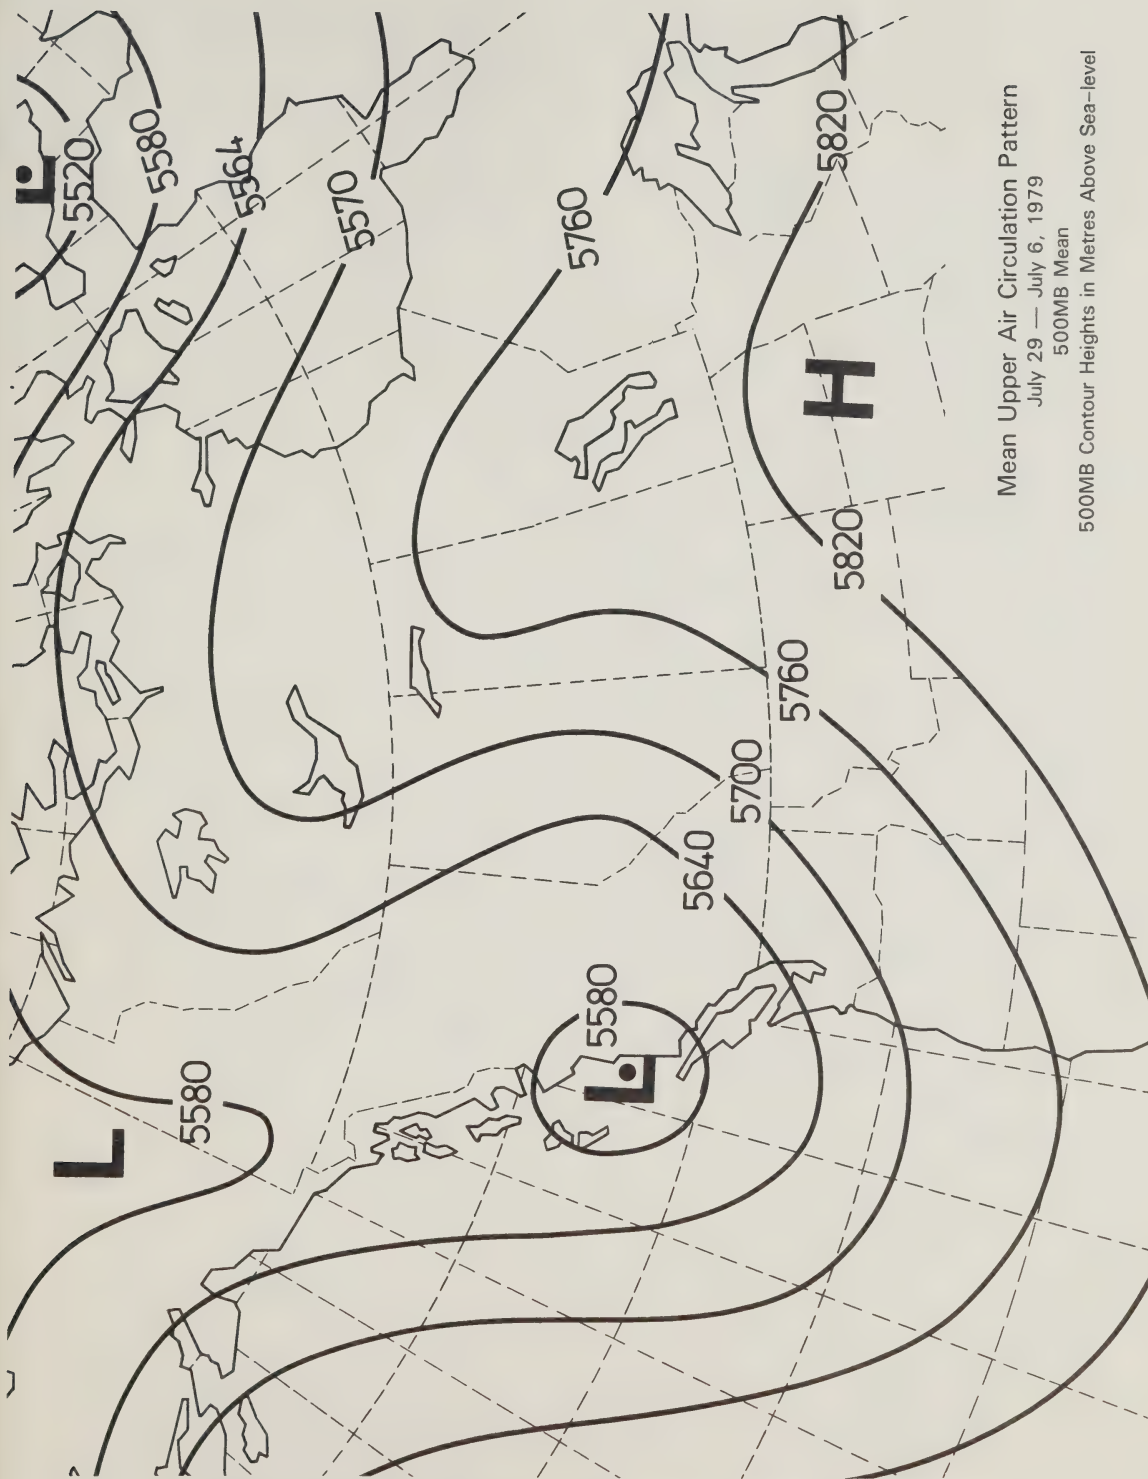 L
5520
5580
5564
5570
5760
5820
H
5820
5760
5700
5640
5580
L
5580
L
Mean Upper Air Circulation Pattern
July 29 — July 6, 1979
500MB Mean
500MB Contour Heights in Metres Above Sea-level